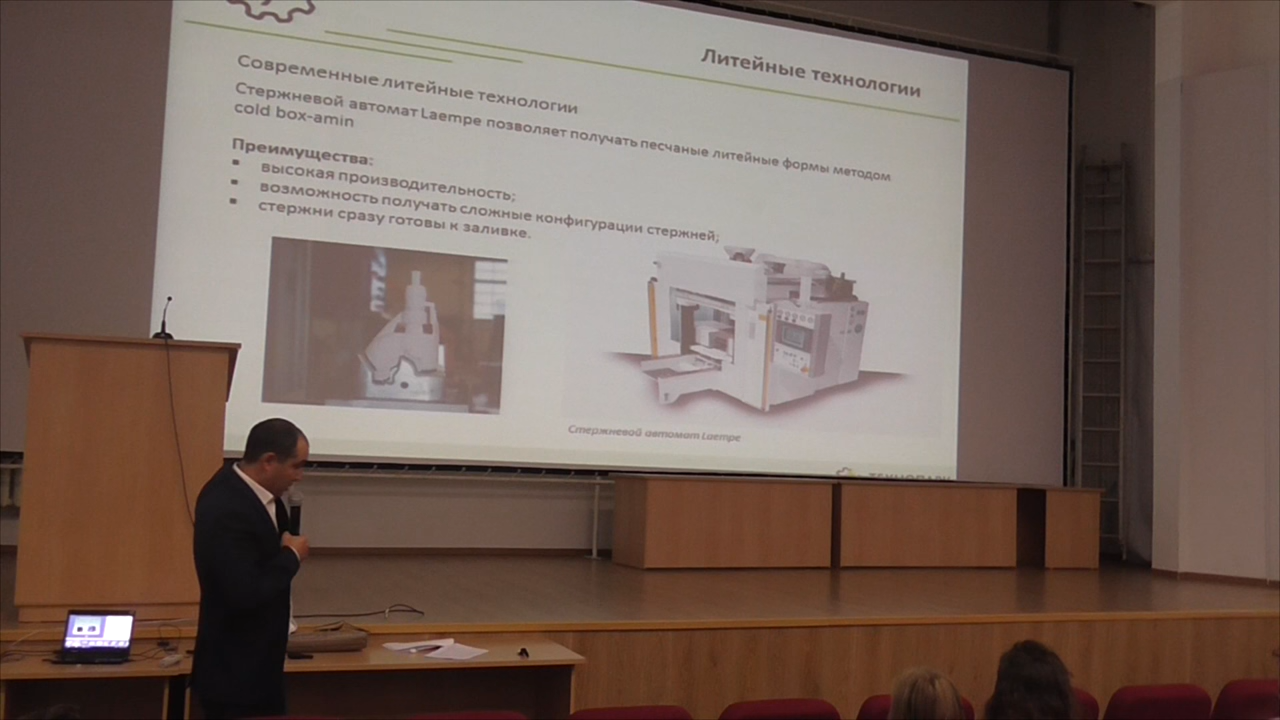 Литейные технологии
Современные литейные технологии
Стержневой автомат Laempe позволяет получать песчаные литейные формы методом
cold box-amin
Преимущества:
▪ высокая производительность;
▪ возможность получать сложные конфигурации стержней;
▪ стержни сразу готовы к заливке.
Стержневой автомат Laempe